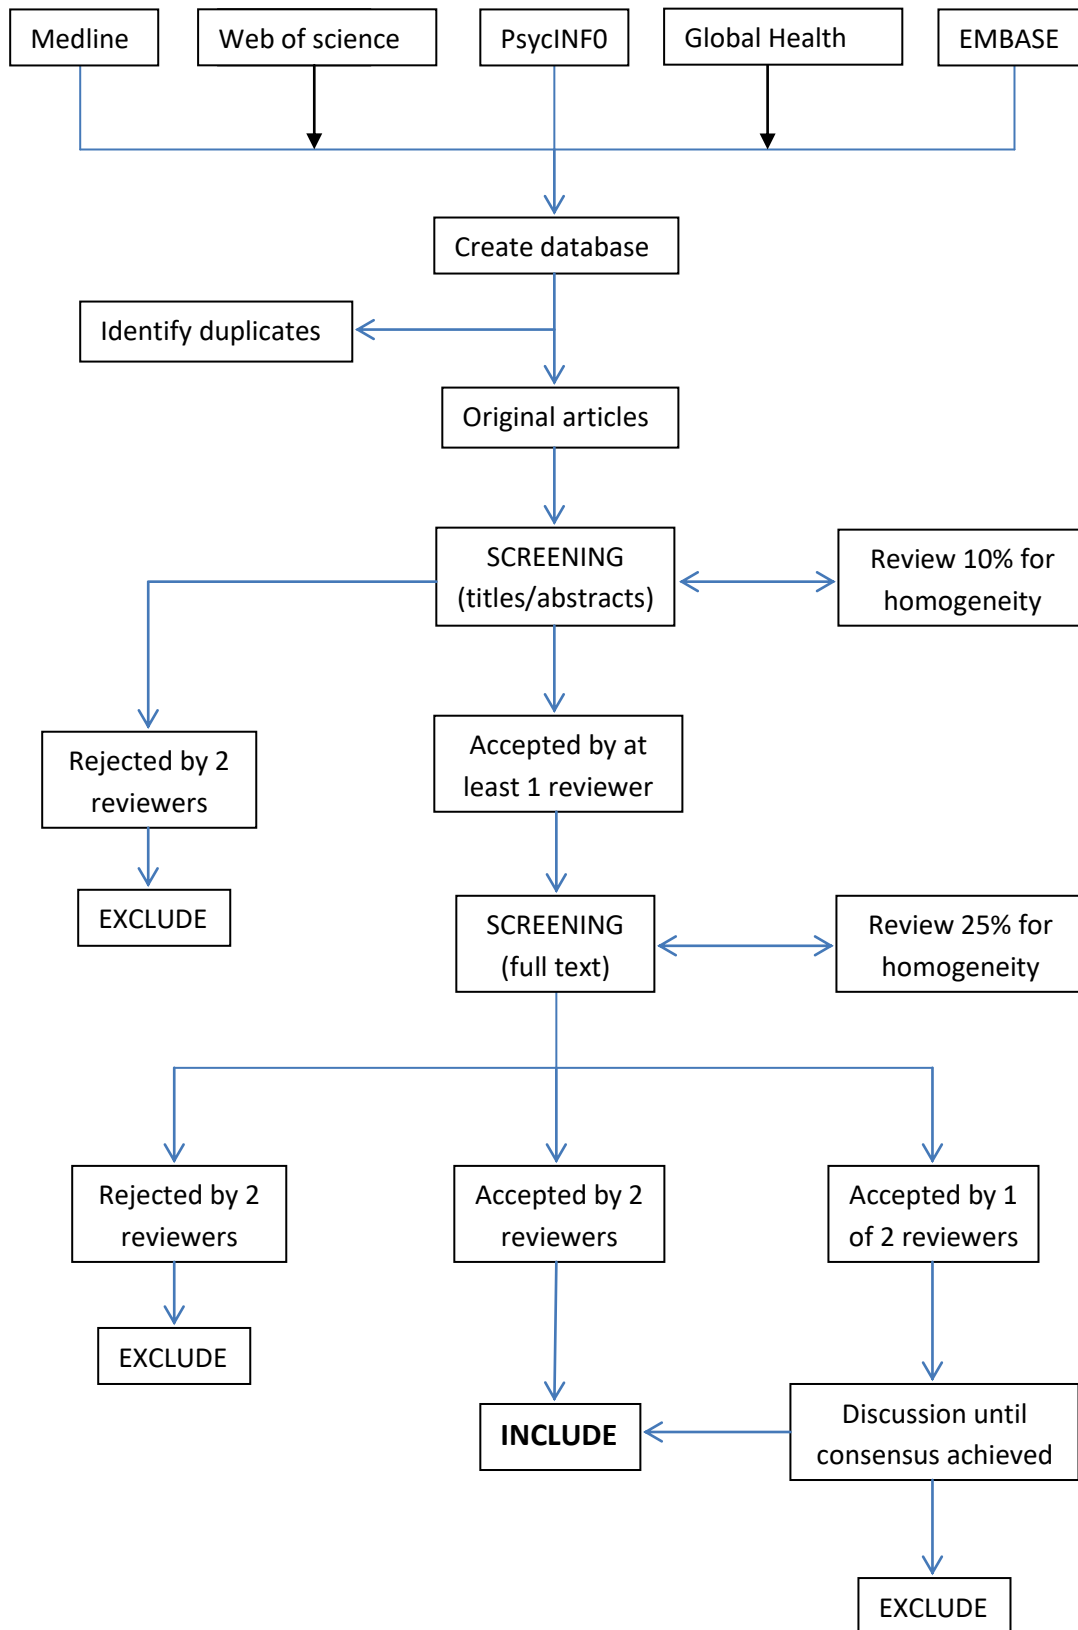 Medline
Web of science
PsycINF0
Global Health
EMBASE
Create database
Identify duplicates
Original articles
SCREENING
(titles/abstracts)
Review 10% for
homogeneity
Rejected by 2
reviewers
Accepted by at
least 1 reviewer
EXCLUDE
SCREENING
(full text)
Review 25% for
homogeneity
Rejected by 2
reviewers
Accepted by 2
reviewers
Accepted by 1
of 2 reviewers
EXCLUDE
INCLUDE
Discussion until
consensus achieved
EXCLUDE